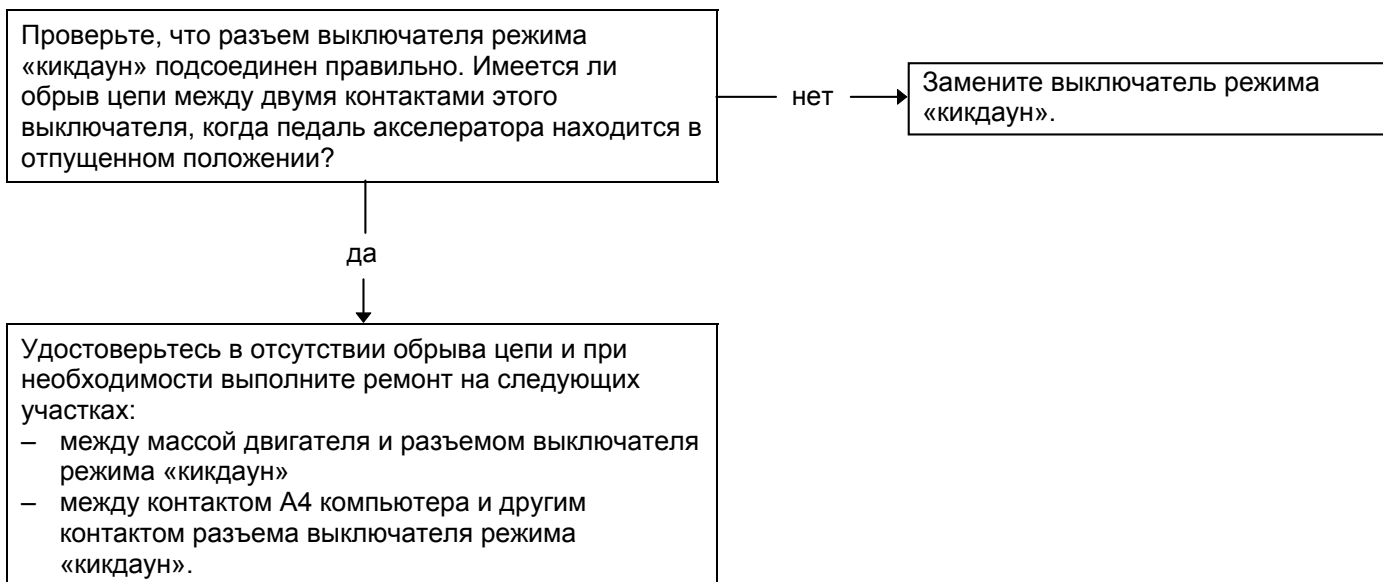 Проверьте, что разъем выключателя режима
«кикдаун» подсоединен правильно. Имеется ли
обрыв цепи между двумя контактами этого
выключателя, когда педаль акселератора находится в
отпущенном положении?
нет
Замените выключатель режима
«кикдаун».
да
Удостоверьтесь в отсутствии обрыва цепи и при
необходимости выполните ремонт на следующих
участках:
– между массой двигателя и разъемом выключателя
режима «кикдаун»
– между контактом A4 компьютера и другим
контактом разъема выключателя режима
«кикдаун».